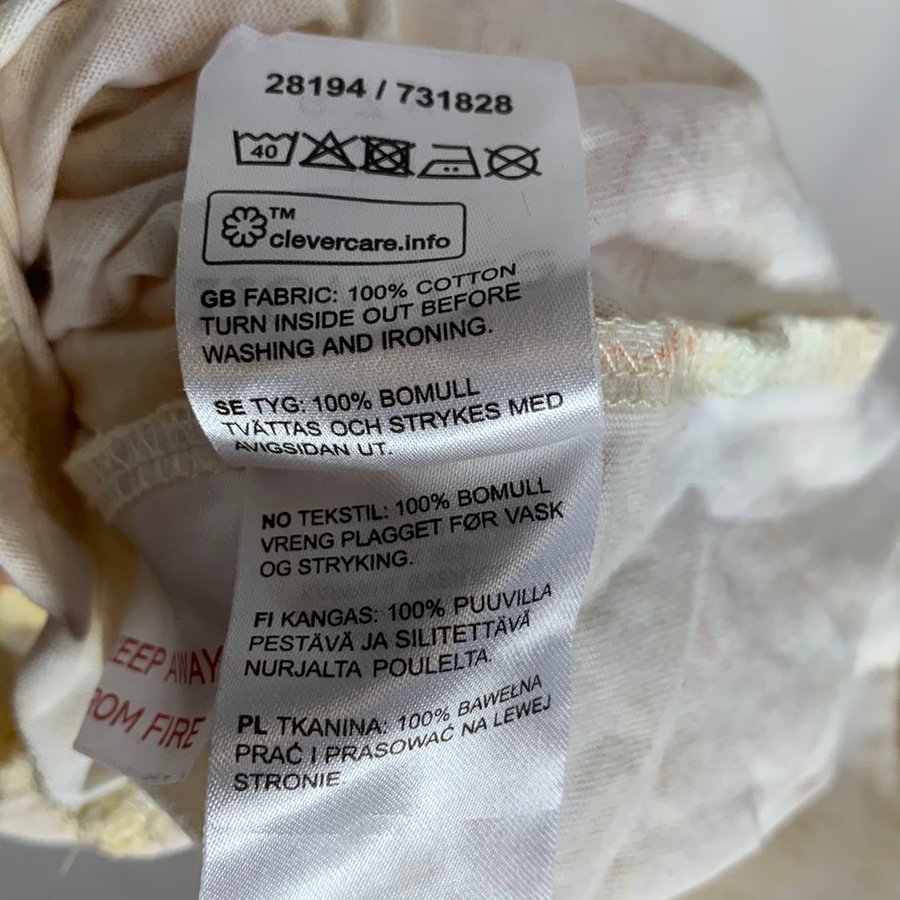 28194 / 731828
40
TM
clevercare.info
GB FABRIC: 100% COTTON
TURN INSIDE OUT BEFORE
WASHING AND IRONING.
SE TYG: 100% BOMULL
TVÄTTAS OCH STRYKES MED
AVIGSIDAN UT.
NO TEKSTIL: 100% BOMULL
VRENG PLAGGET FØR VASK
OG STRYKING.
FI KANGAS: 100% PUUVILLA
PESTÄVÄ JA SILITETTÄVÄ
NURJALTA POULELTA.
PL TKANINA: 100% BAWEŁNA
PRAĆ I PRASOWAĆ NA LEWEJ
STRONIE
EEP AWAY
ROM FIRE